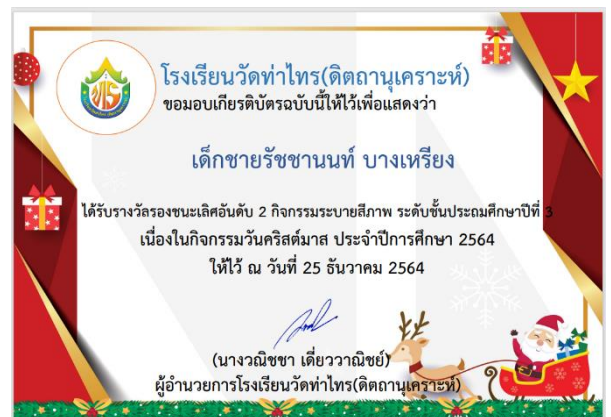 โรงเรียนวัดท่าไทร(ดิตถานุเคราะห์)
ขอมอบเกียรติบัตรฉบับนี้ให้ไว้เพื่อแสดงว่า
เด็กชายรัชชานนท์ บางเหรียง
ได้รับรางวัลรองชนะเลิศอันดับ 2 กิจกรรมระบายสีภาพ ระดับชั้นประถมศึกษาปีที่ 3
เนื่องในกิจกรรมวันคริสต์มาส ประจำปีการศึกษา 2564
ให้ไว้ ณ วันที่ 25 ธันวาคม 2564
(นางวณิชชา เดี่ยววาณิชย์)
ผู้อำนวยการโรงเรียนวัดท่าไทร(ดิตถานุเคราะห์)